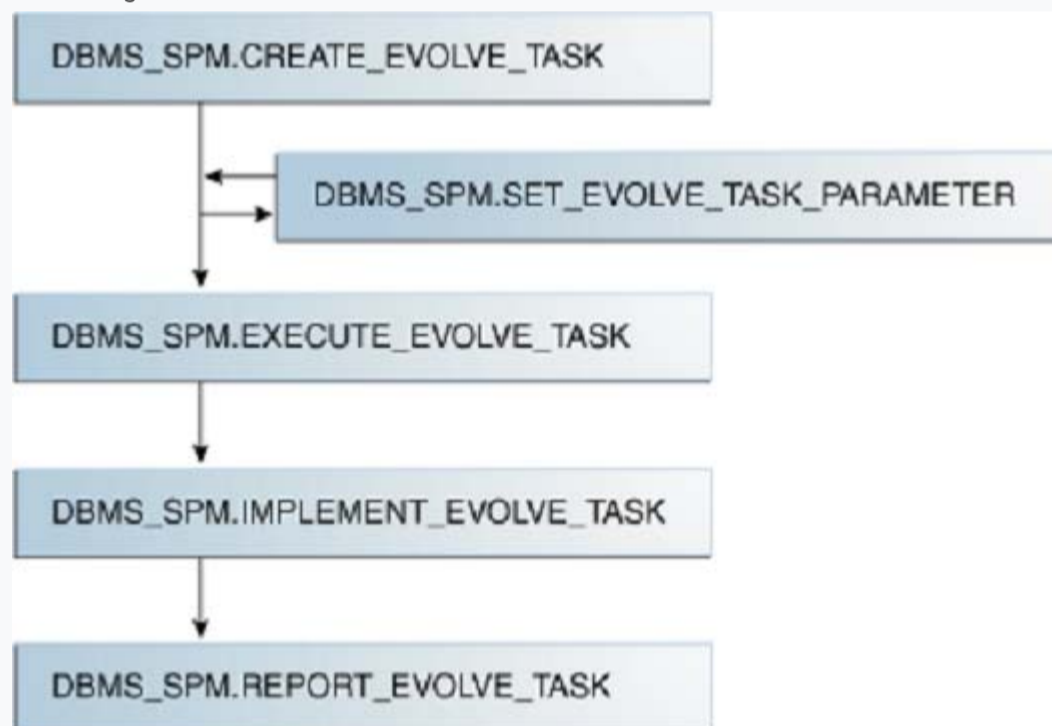 DBMS_SPM.CREATE_EVOLVE_TASK
DBMS_SPM.SET_EVOLVE_TASK_PARAMETER
DBMS_SPM.EXECUTE_EVOLVE_TASK
DBMS_SPM.IMPLEMENT_EVOLVE_TASK
DBMS_SPM.REPORT_EVOLVE_TASK